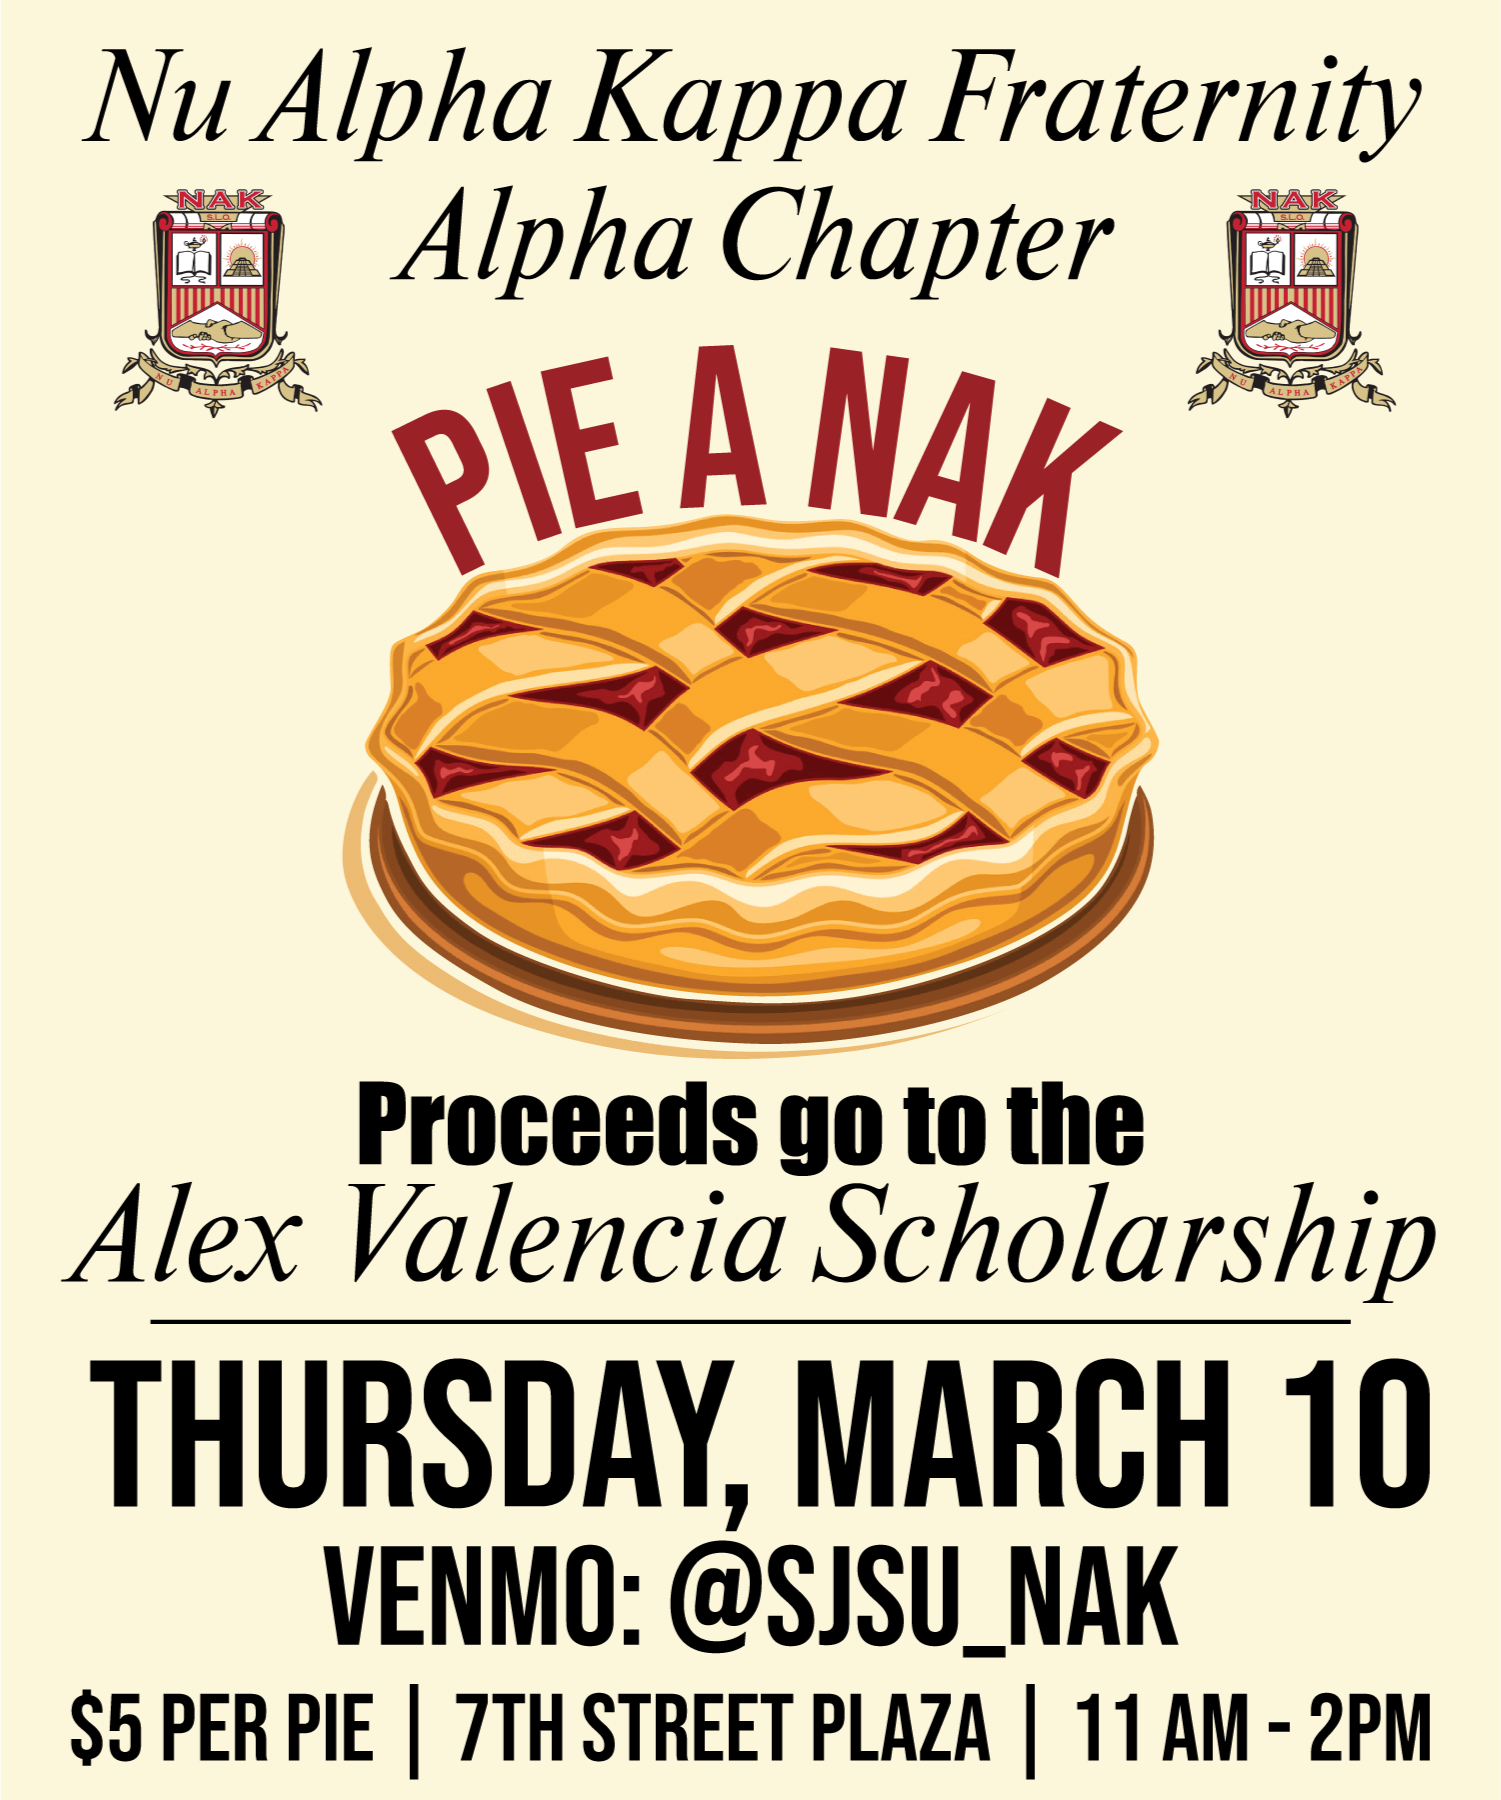 Nu Alpha Kappa Fraternity
Alpha Chapter
NAK
S.L.O.
NU ALPHA KAPPA
NAK
S.L.O.
NU ALPHA KAPPA
PIE A NAK
Proceeds go to the
Alex Valencia Scholarship
THURSDAY, MARCH 10
VENMO: @SJSU_NAK
$5 PER PIE | 7TH STREET PLAZA | 11 AM - 2PM